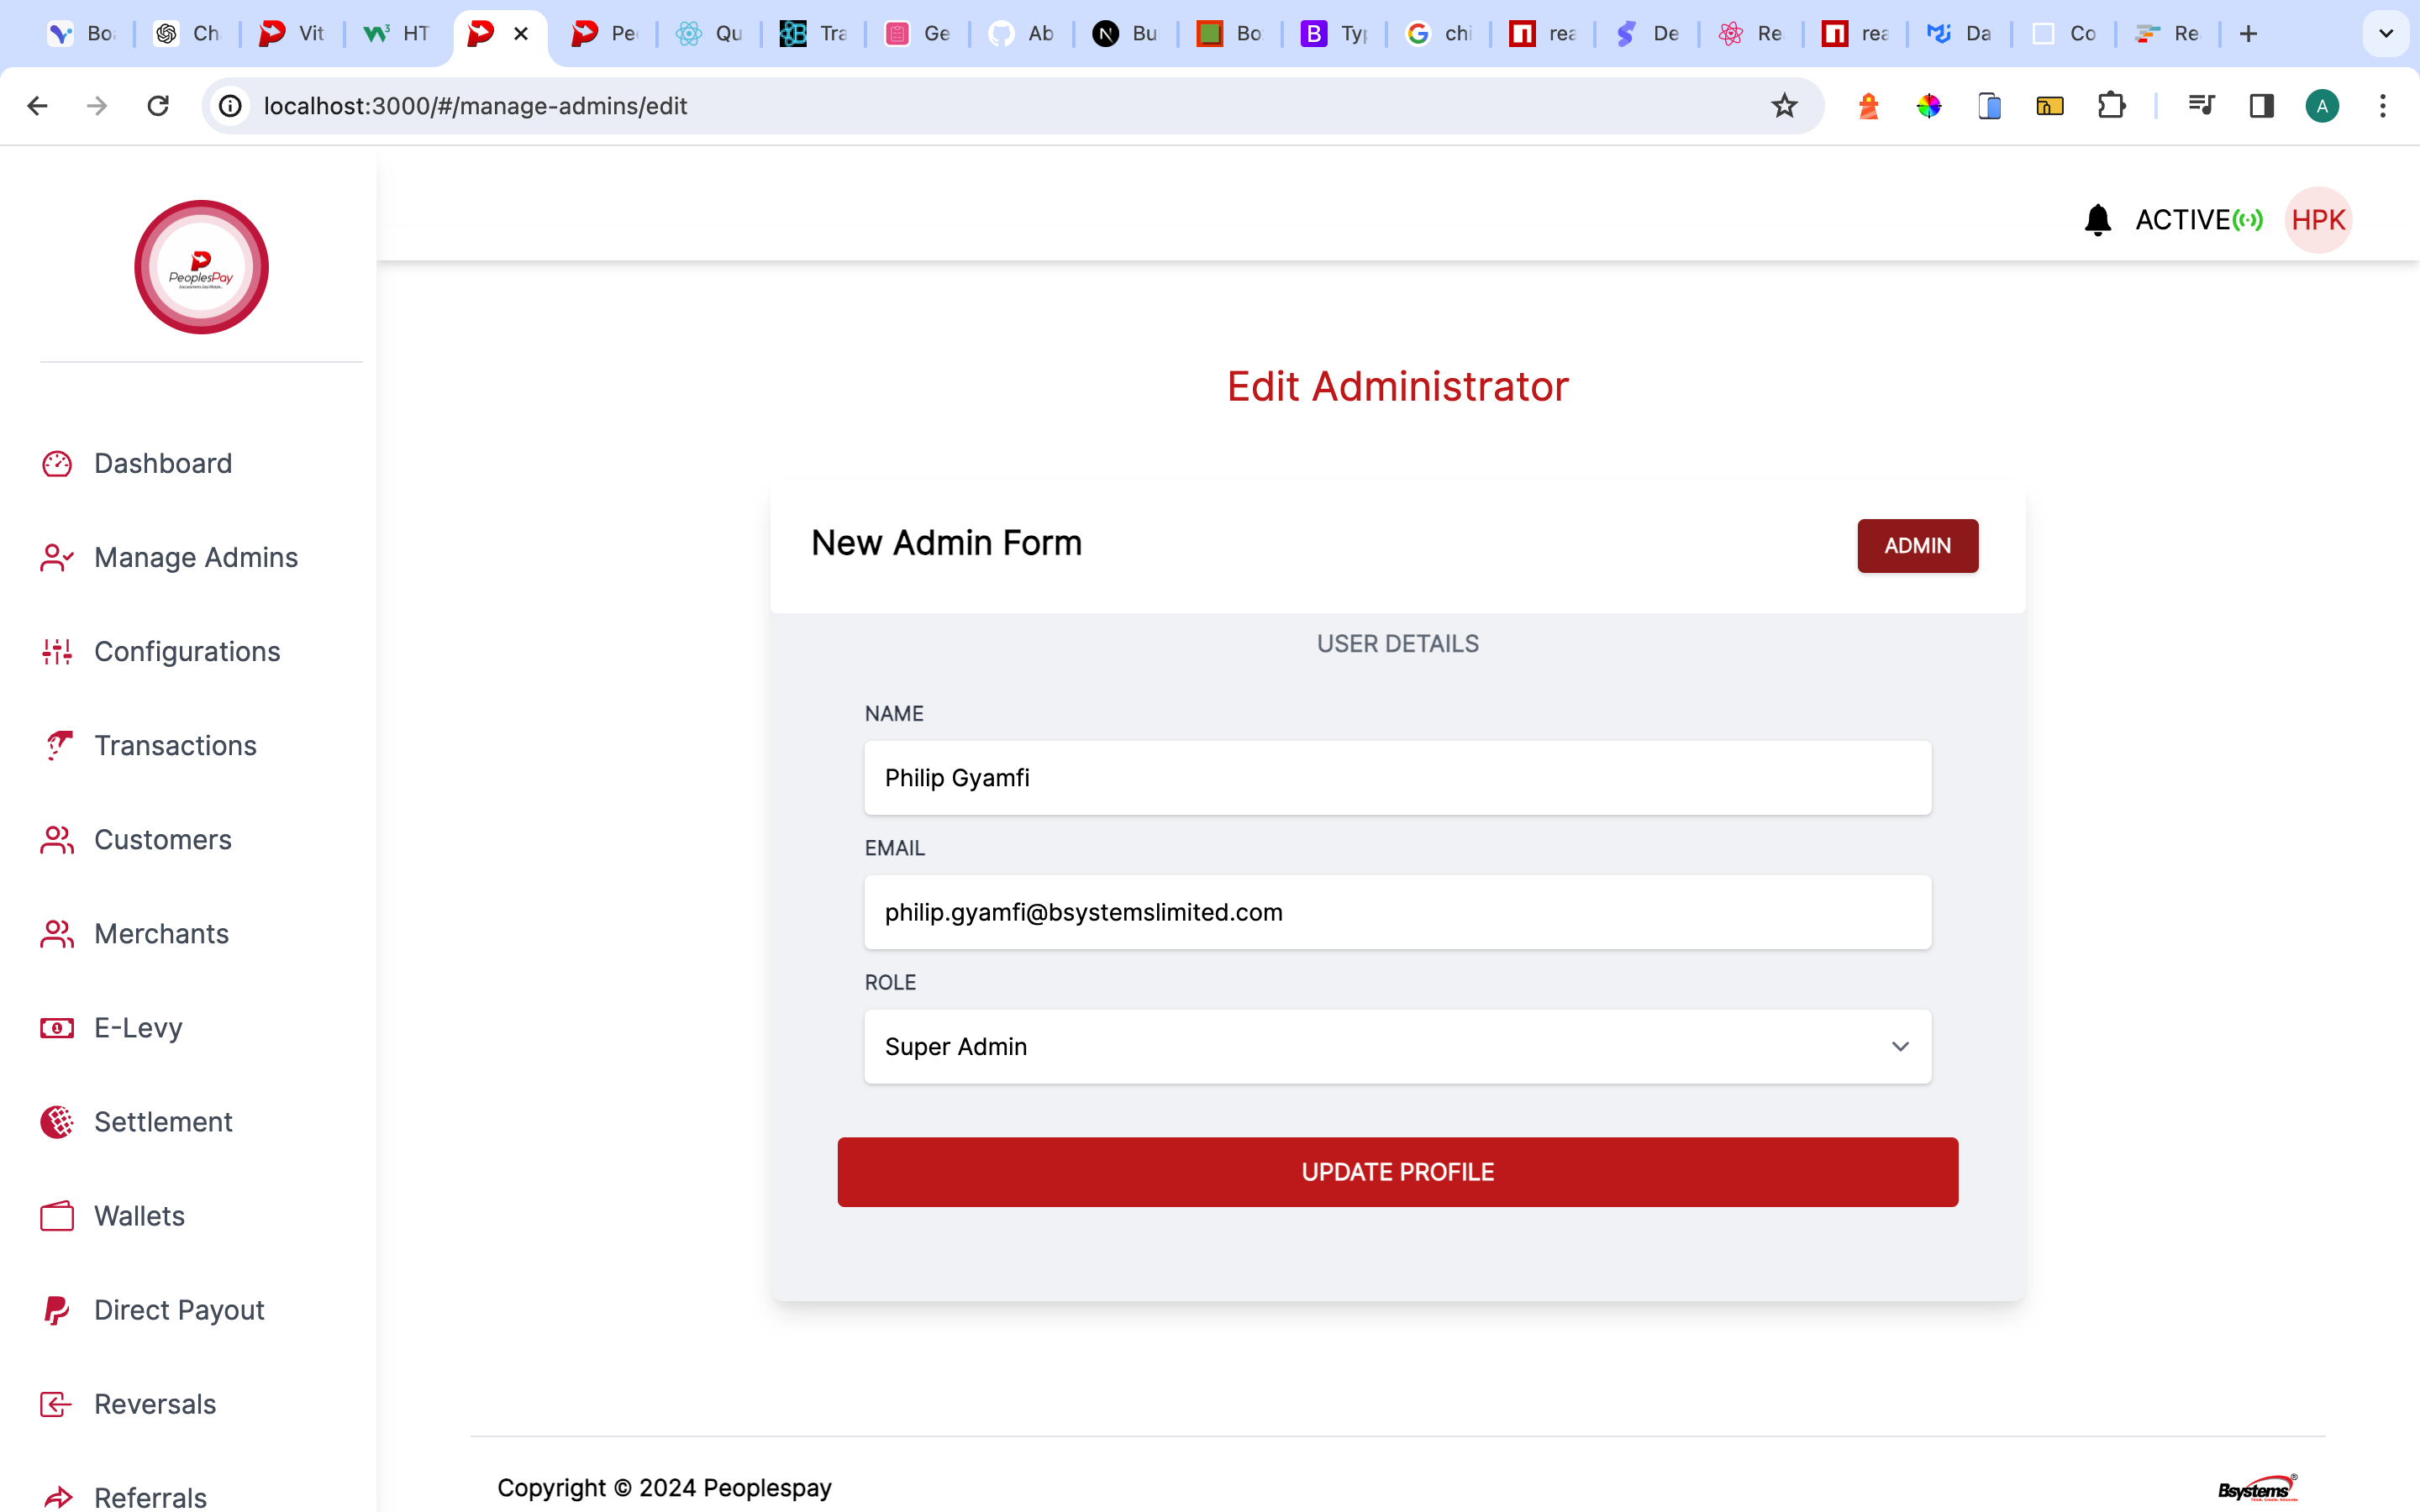 Bo
Ch
Vit
HT
Pe
Qu
Tra
Ge
Ab
Bu
Bo
Typ
chi
rea
De
Re
rea
Da
Co
Re
localhost:3000/#/manage-admins/edit
A
PeoplesPay
ACTIVE
HPK
Dashboard
Manage Admins
Configurations
Transactions
Customers
Merchants
E-Levy
Settlement
Wallets
Direct Payout
Reversals
Referrals
Edit Administrator
New Admin Form
ADMIN
USER DETAILS
NAME
Philip Gyamfi
EMAIL
philip.gyamfi@bsystemslimited.com
ROLE
Super Admin
UPDATE PROFILE
Copyright © 2024 Peoplespay
Bsystems®